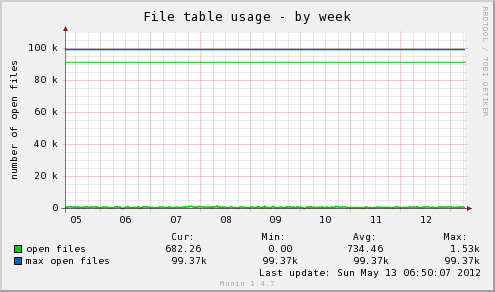 File table usage - by week
RRDTOOL / TOBI OETIKER
number of open files
100 k
80 k
60 k
40 k
20 k
0
05 06 07 08 09 10 11 12
Cur: Min: Avg: Max:
open files 682.26 0.00 734.46 1.53k
max open files 99.37k 99.37k 99.37k 99.37k
Last update: Sun May 13 06:50:07 2012
Munin 1.4.7